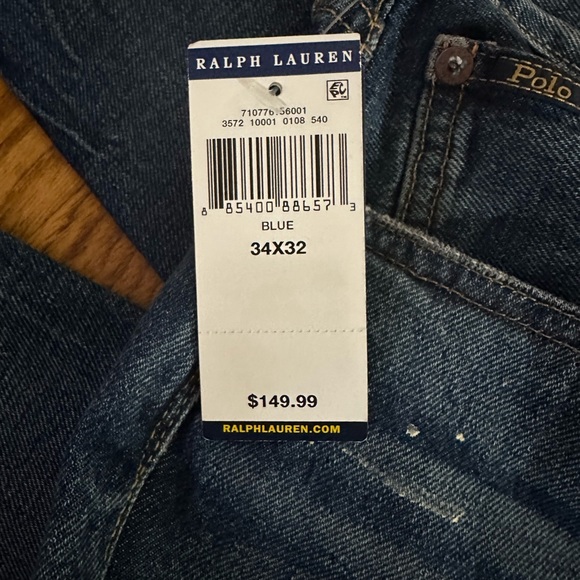 RALPH LAUREN
Polo
3572 10001 0108 540
8 85400 88657 3
BLUE
34X32
$149.99
RALPHLAUREN.COM